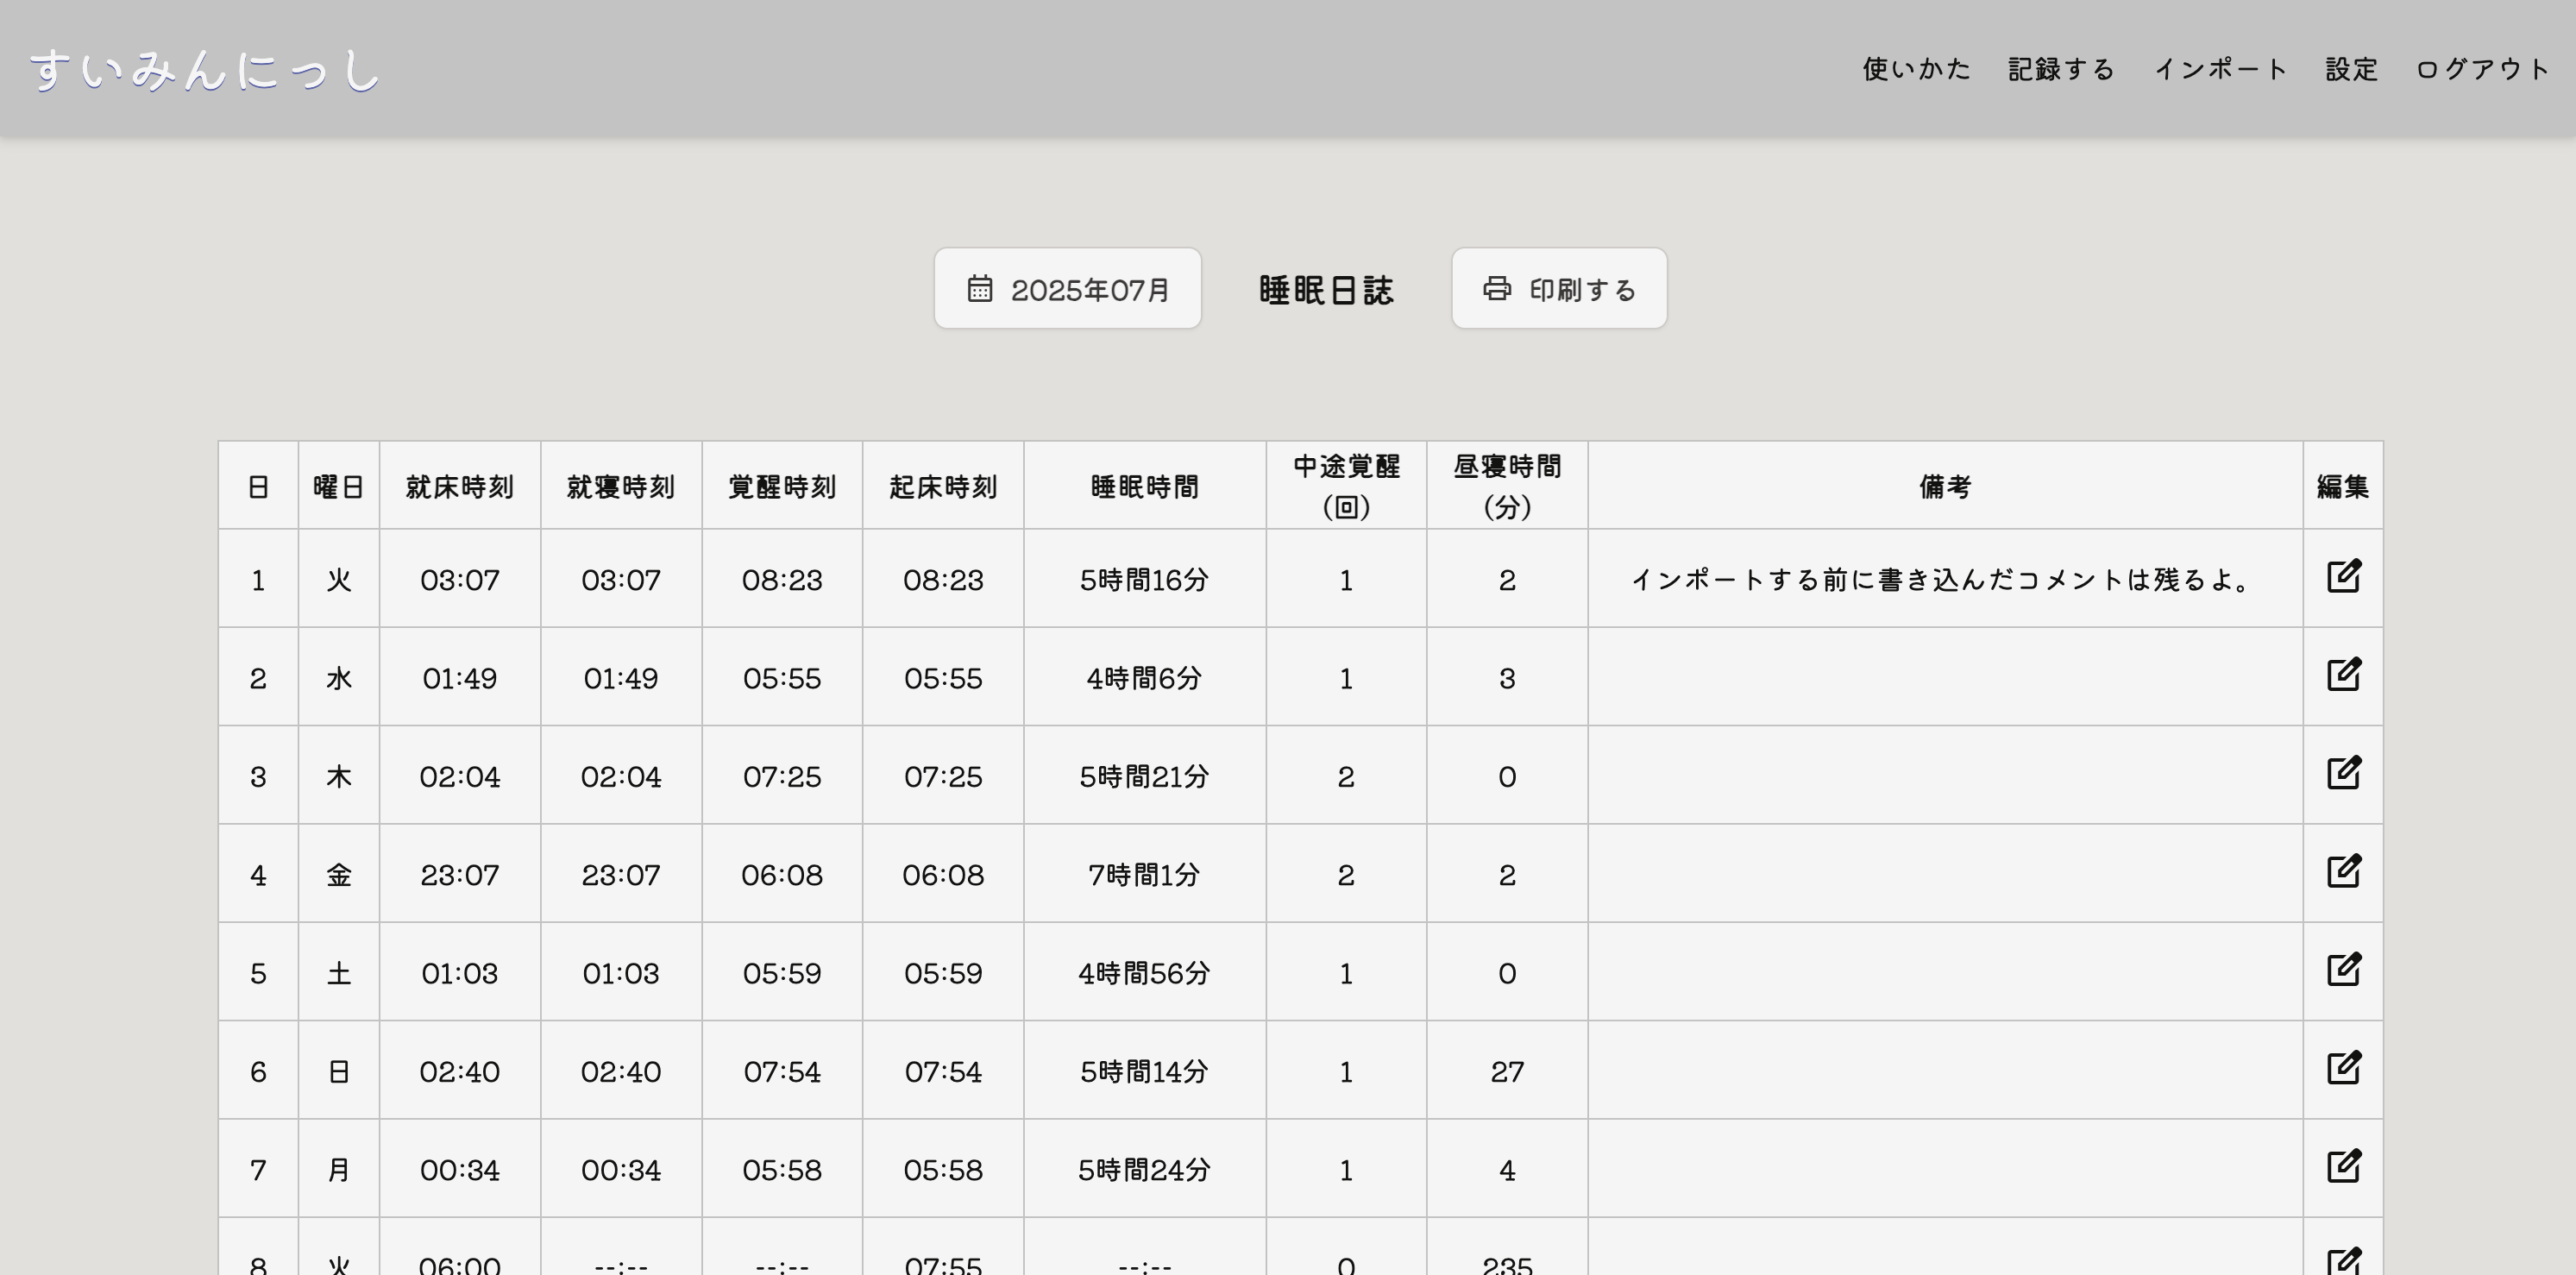 すいみんにっし
使いかた 記録する インポート 設定 ログアウト
2025年07月 睡眠日誌 印刷する
日 曜日 就床時刻 就寝時刻 覚醒時刻 起床時刻 睡眠時間 中途覚醒(回) 昼寝時間(分) 備考 編集
1 火 03:07 03:07 08:23 08:23 5時間16分 1 2 インポートする前に書き込んだコメントは残るよ。
2 水 01:49 01:49 05:55 05:55 4時間6分 1 3
3 木 02:04 02:04 07:25 07:25 5時間21分 2 0
4 金 23:07 23:07 06:08 06:08 7時間1分 2 2
5 土 01:03 01:03 05:59 05:59 4時間56分 1 0
6 日 02:40 02:40 07:54 07:54 5時間14分 1 27
7 月 00:34 00:34 05:58 05:58 5時間24分 1 4
8 火 06:00 --:-- --:-- 07:55 --:-- 0 235